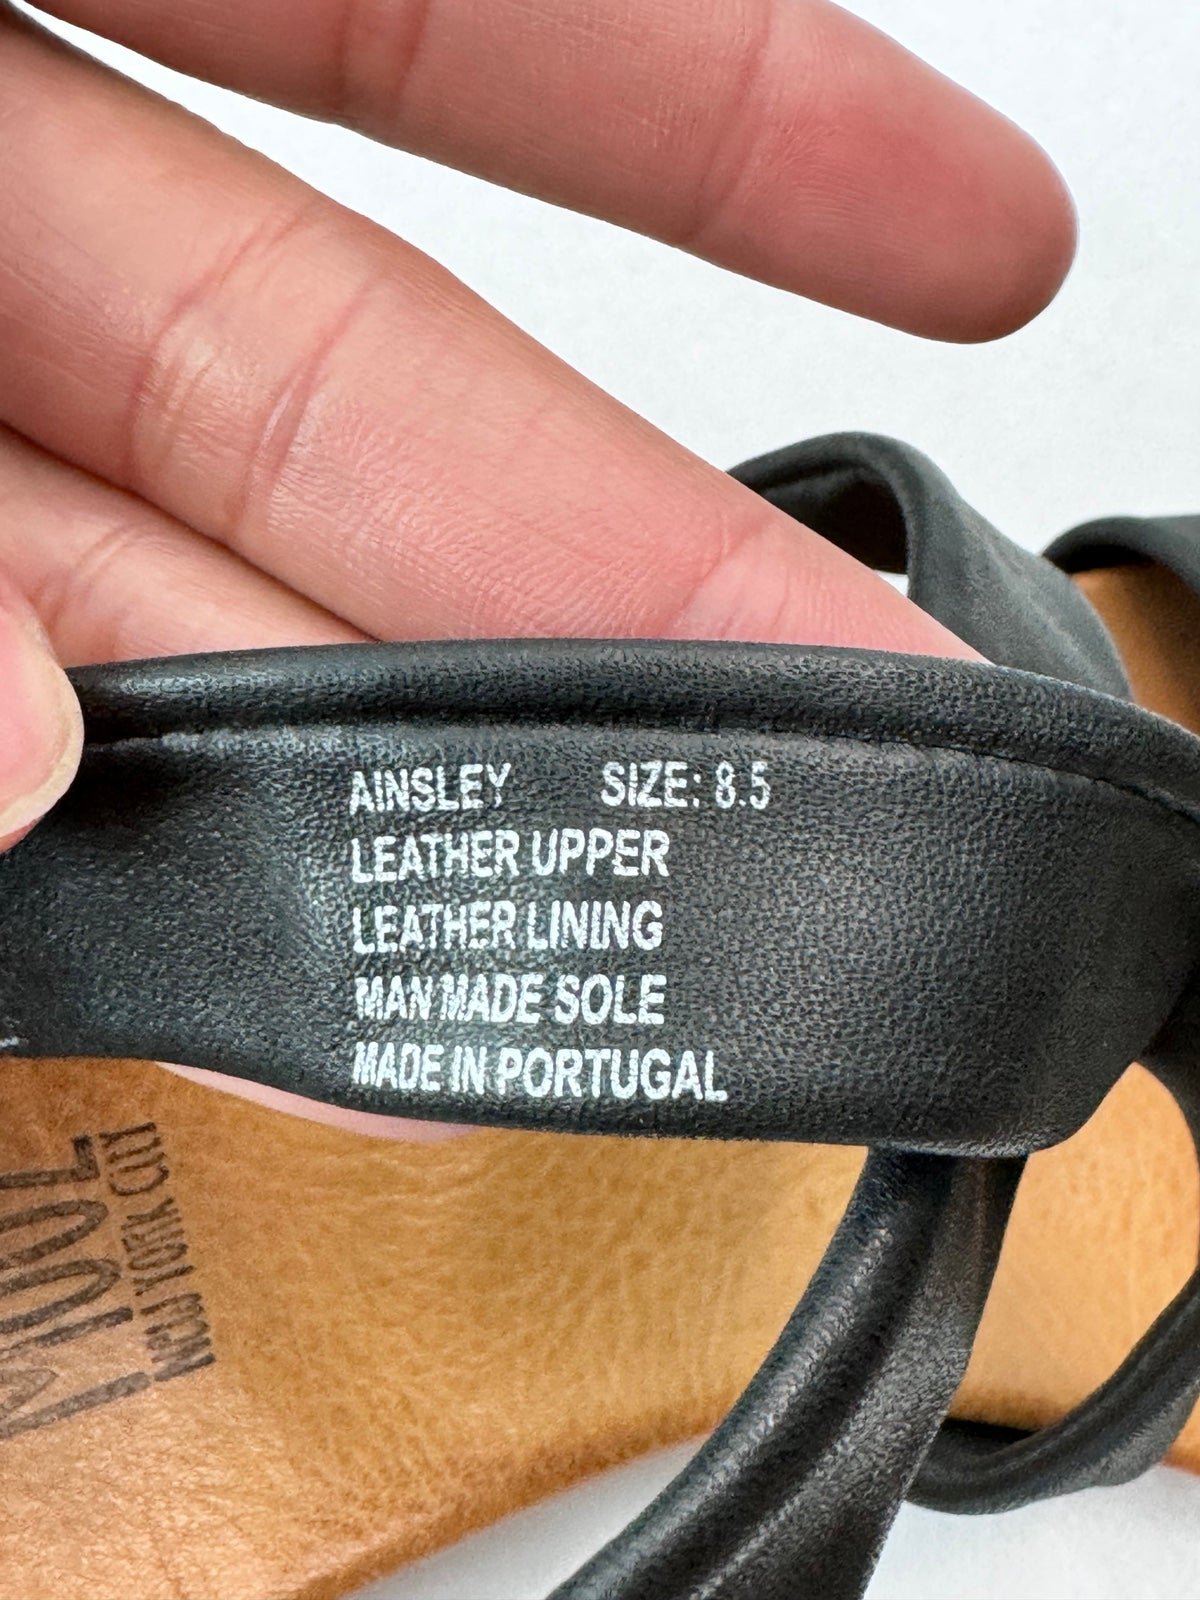 AINSLEY SIZE: 8.5
LEATHER UPPER
LEATHER LINING
MAN MADE SOLE
MADE IN PORTUGAL
NEW YORK CITY